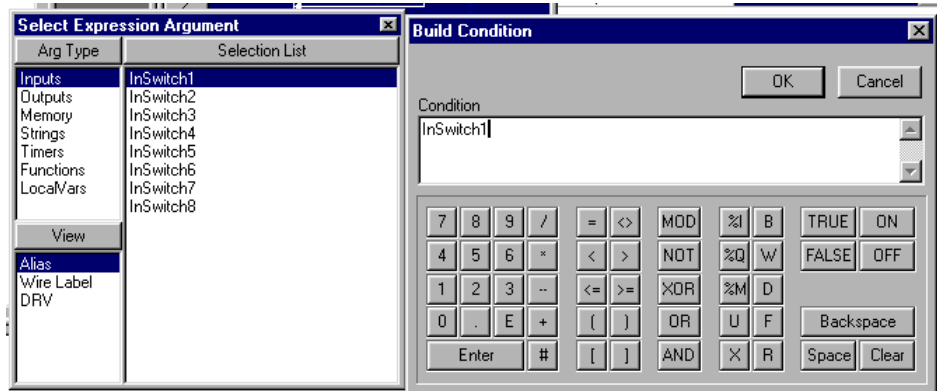 Select Expression Argument
Arg Type Selection List
Inputs
Outputs
Memory
Strings
Timers
Functions
LocalVars
View
Alias
Wire Label
DRV
InSwitch1
InSwitch2
InSwitch3
InSwitch4
InSwitch5
InSwitch6
InSwitch7
InSwitch8
Build Condition
OK Cancel
Condition
InSwitch1
7 8 9 / = <> MOD %I B TRUE ON
4 5 6 * < > NOT %Q W FALSE OFF
1 2 3 -- <= >= XOR %M D
0 . E + ( ) OR U F Backspace
Enter # [ ] AND X R Space Clear